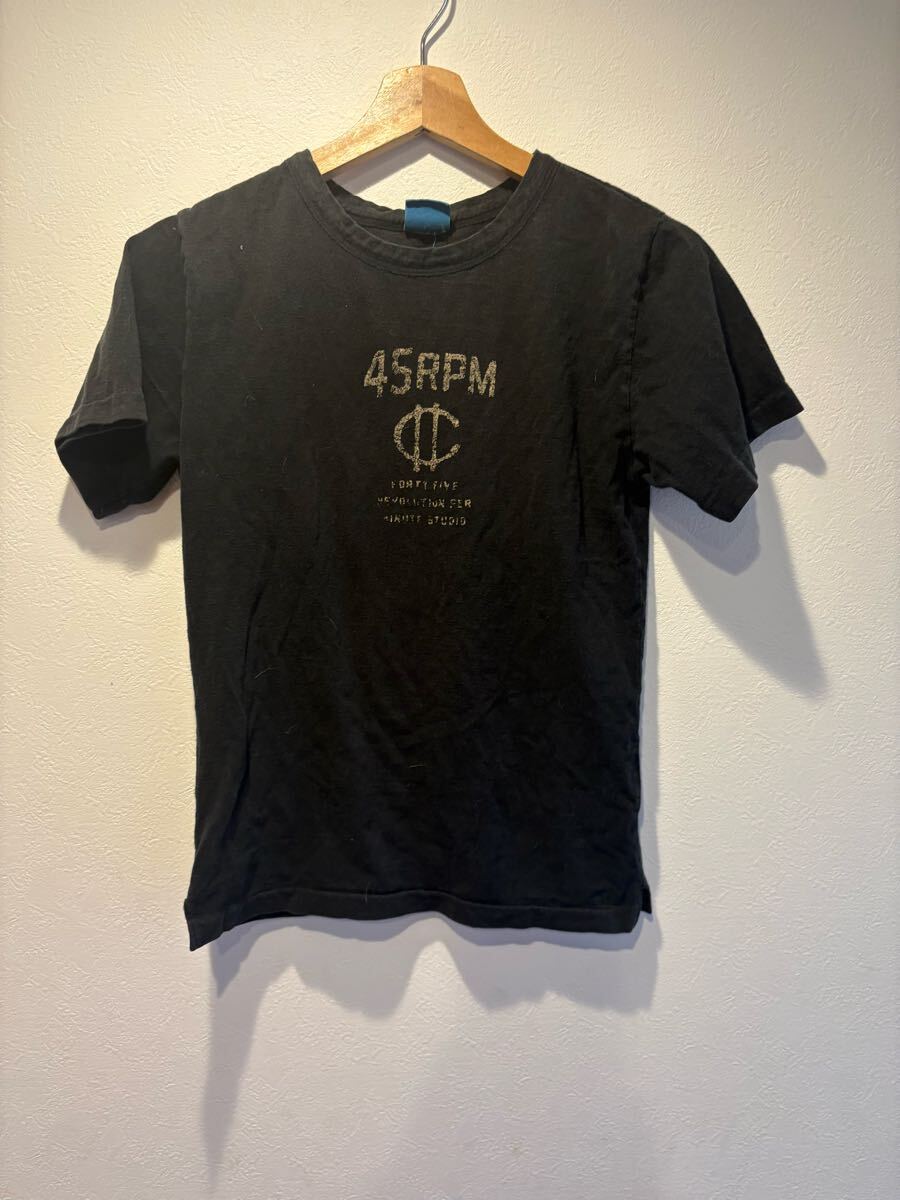 45RPM
FORTY FIVE
REVOLUTION PER
MINUTE STUDIO